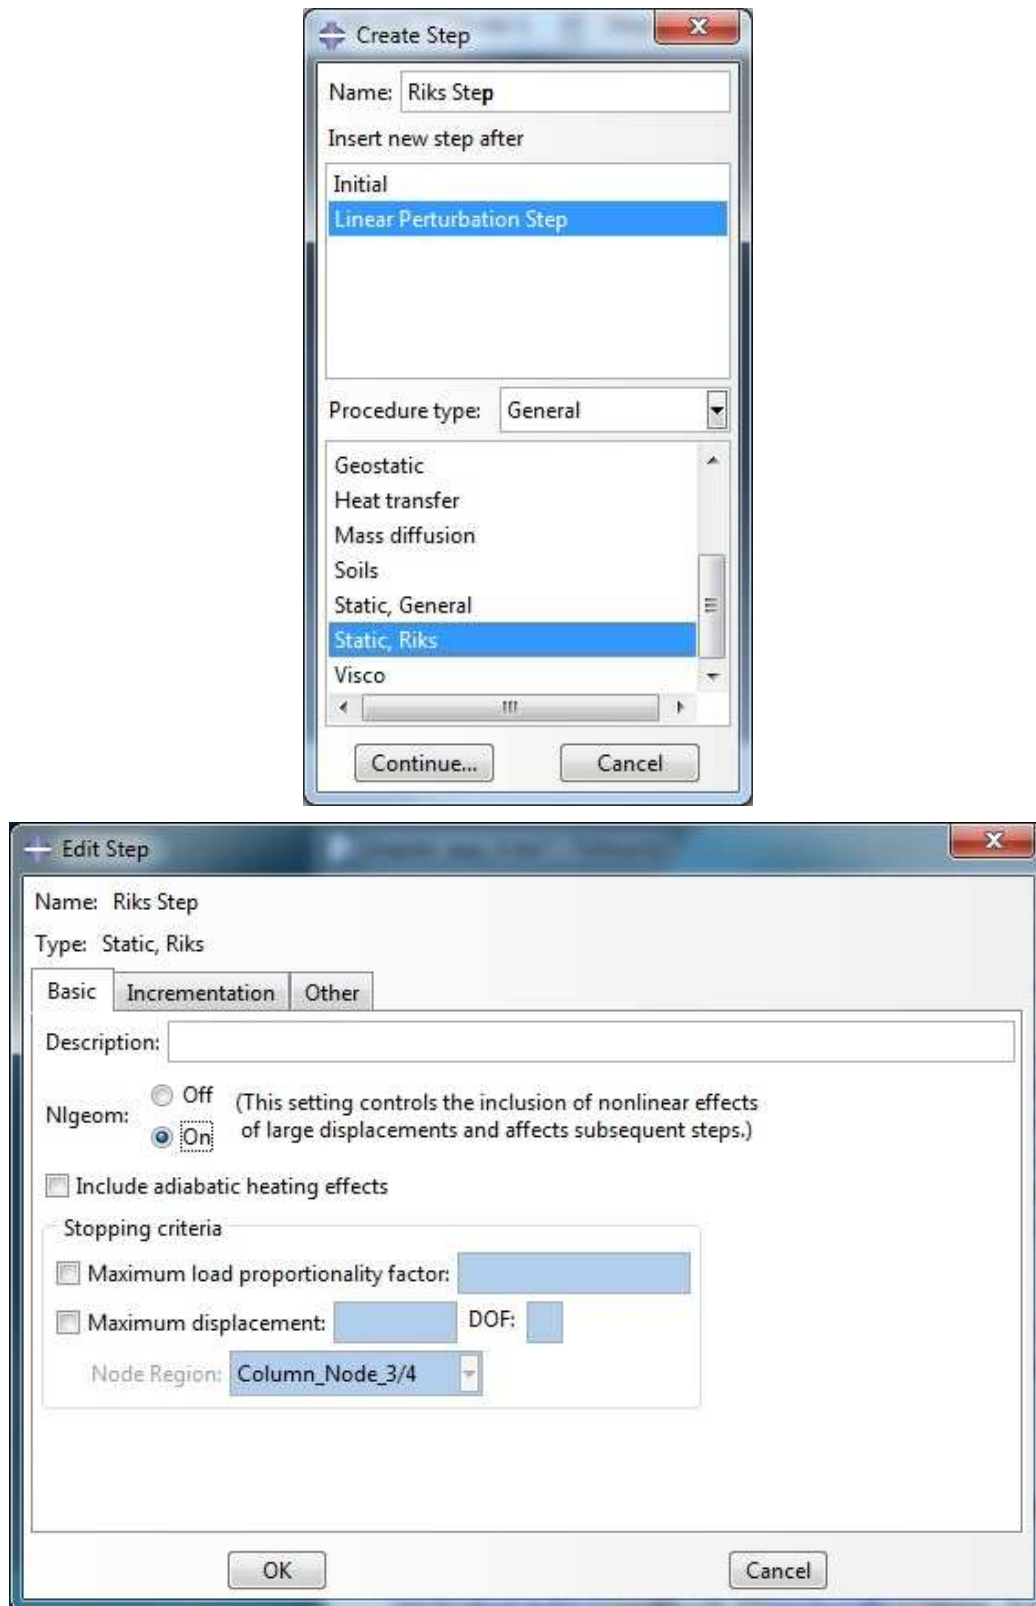 Create Step
Name: Riks Step
Insert new step after
Initial
Linear Perturbation Step
Procedure type: General
Geostatic
Heat transfer
Mass diffusion
Soils
Static, General
Static, Riks
Visco
Continue... Cancel
Edit Step
Name: Riks Step
Type: Static, Riks
Basic Incrementation Other
Description:
Nlgeom: Off (This setting controls the inclusion of nonlinear effects
On of large displacements and affects subsequent steps.)
Include adiabatic heating effects
Stopping criteria
Maximum load proportionality factor:
Maximum displacement: DOF:
Node Region: Column_Node_3/4
OK Cancel